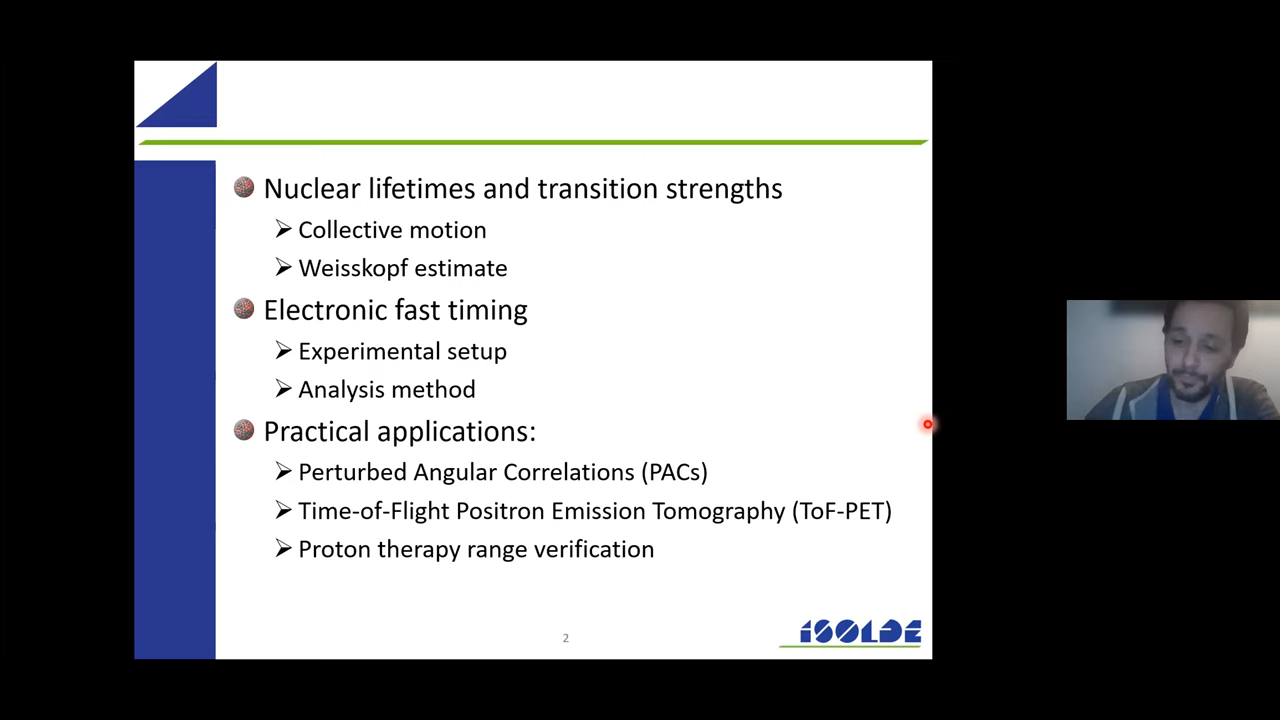 Nuclear lifetimes and transition strengths
Collective motion
Weisskopf estimate
Electronic fast timing
Experimental setup
Analysis method
Practical applications:
Perturbed Angular Correlations (PACs)
Time-of-Flight Positron Emission Tomography (ToF-PET)
Proton therapy range verification
2
ISOLDE